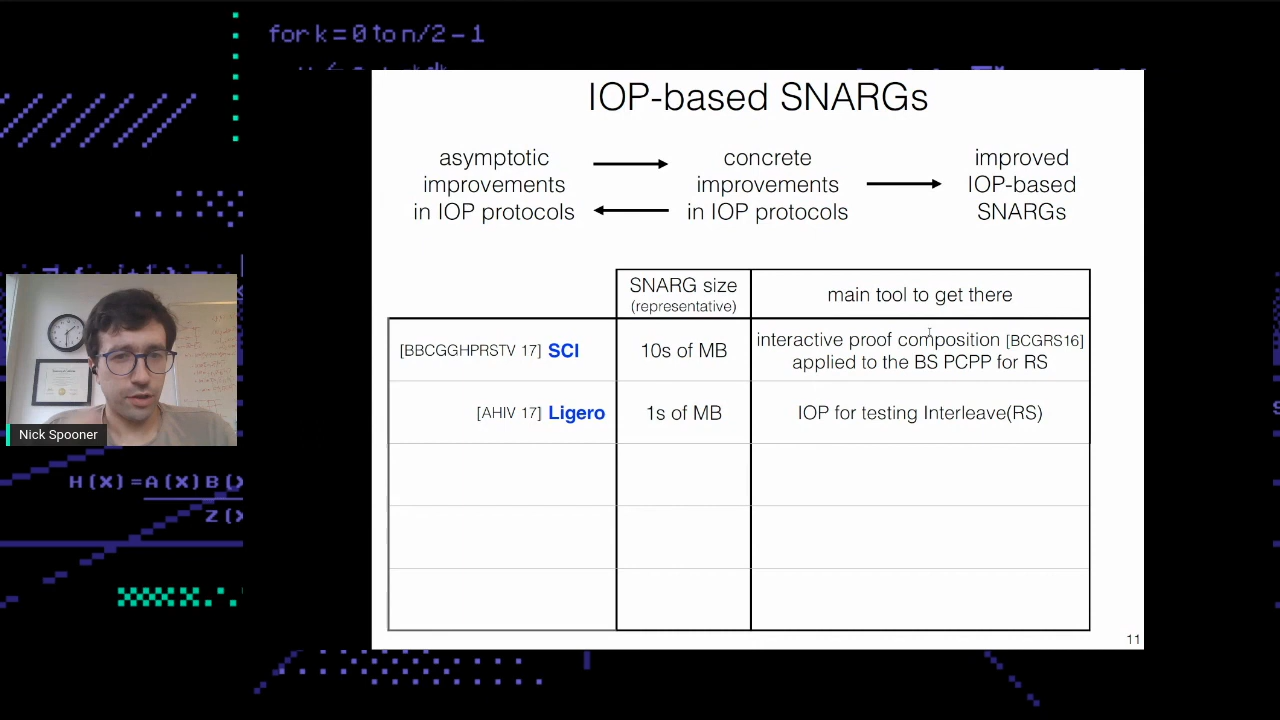 for k = 0 to n/2 - 1
IOP-based SNARGs
asymptotic
improvements
in IOP protocols
concrete
improvements
in IOP protocols
improved
IOP-based
SNARGs
SNARG size
(representative)
main tool to get there
[BBCGGHPRSTV 17] SCI
10s of MB
interactive proof composition [BCGRS16]
applied to the BS PCPP for RS
[AHIV 17] Ligero
1s of MB
IOP for testing Interleave(RS)
11
Nick Spooner
H(X) =A(X)B(X
Z(X